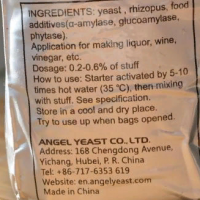 INGREDIENTS: yeast , rhizopus, food
additives(α-amylase, glucoamylase,
phytase).
Application for making liquor, wine,
vinegar, etc.
Dosage: 0.2-0.6% of stuff
How to use: Starter activated by 5-10
times hot water (35 °C), then mixing
with stuff. See specification.
Store in a cool and dry place.
Try to use up when bags opened.
ANGEL YEAST CO. LTD.
Address: 168 Chengdong Avenue,
Yichang, Hubei, P. R. China
Tel: +86-717-6353 619
Website: en.angelyeast.com
Made in China